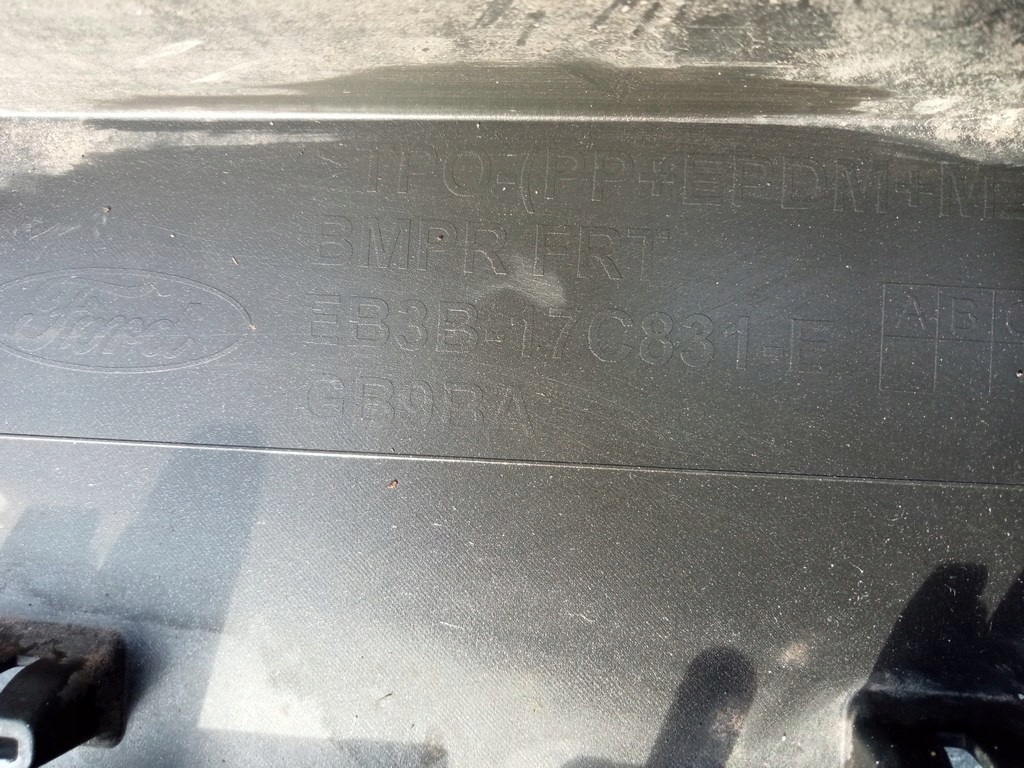 >TPO-(PP+EPDM+M
BMPR FRT
Ford
EB3B-17C831-E
A B C
GB9BA